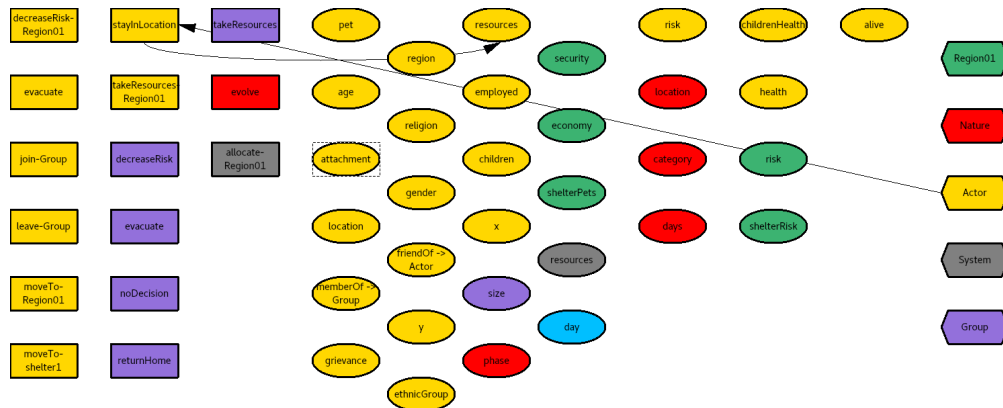 decreaseRisk-
Region01
stayInLocation
takeResources
pet
resources
risk
childrenHealth
alive
region
security
Region01
evacuate
takeResources-
Region01
evolve
age
employed
location
health
religion
economy
Nature
join-Group
decreaseRisk
allocate-
Region01
attachment
children
category
risk
gender
shelterPets
Actor
leave-Group
evacuate
location
x
days
shelterRisk
friendOf ->
Actor
resources
System
moveTo-
Region01
noDecision
memberOf ->
Group
size
y
day
Group
moveTo-
shelter1
returnHome
grievance
phase
ethnicGroup